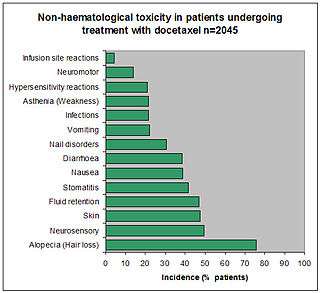 Non-haematological toxicity in patients undergoing
treatment with docetaxel n=2045
Infusion site reactions
Neuromotor
Hypersensitivity reactions
Asthenia (Weakness)
Infections
Vomiting
Nail disorders
Diarrhoea
Nausea
Stomatitis
Fluid retention
Skin
Neurosensory
Alopecia (Hair loss)
0 10 20 30 40 50 60 70 80 90 100
Incidence (% patients)